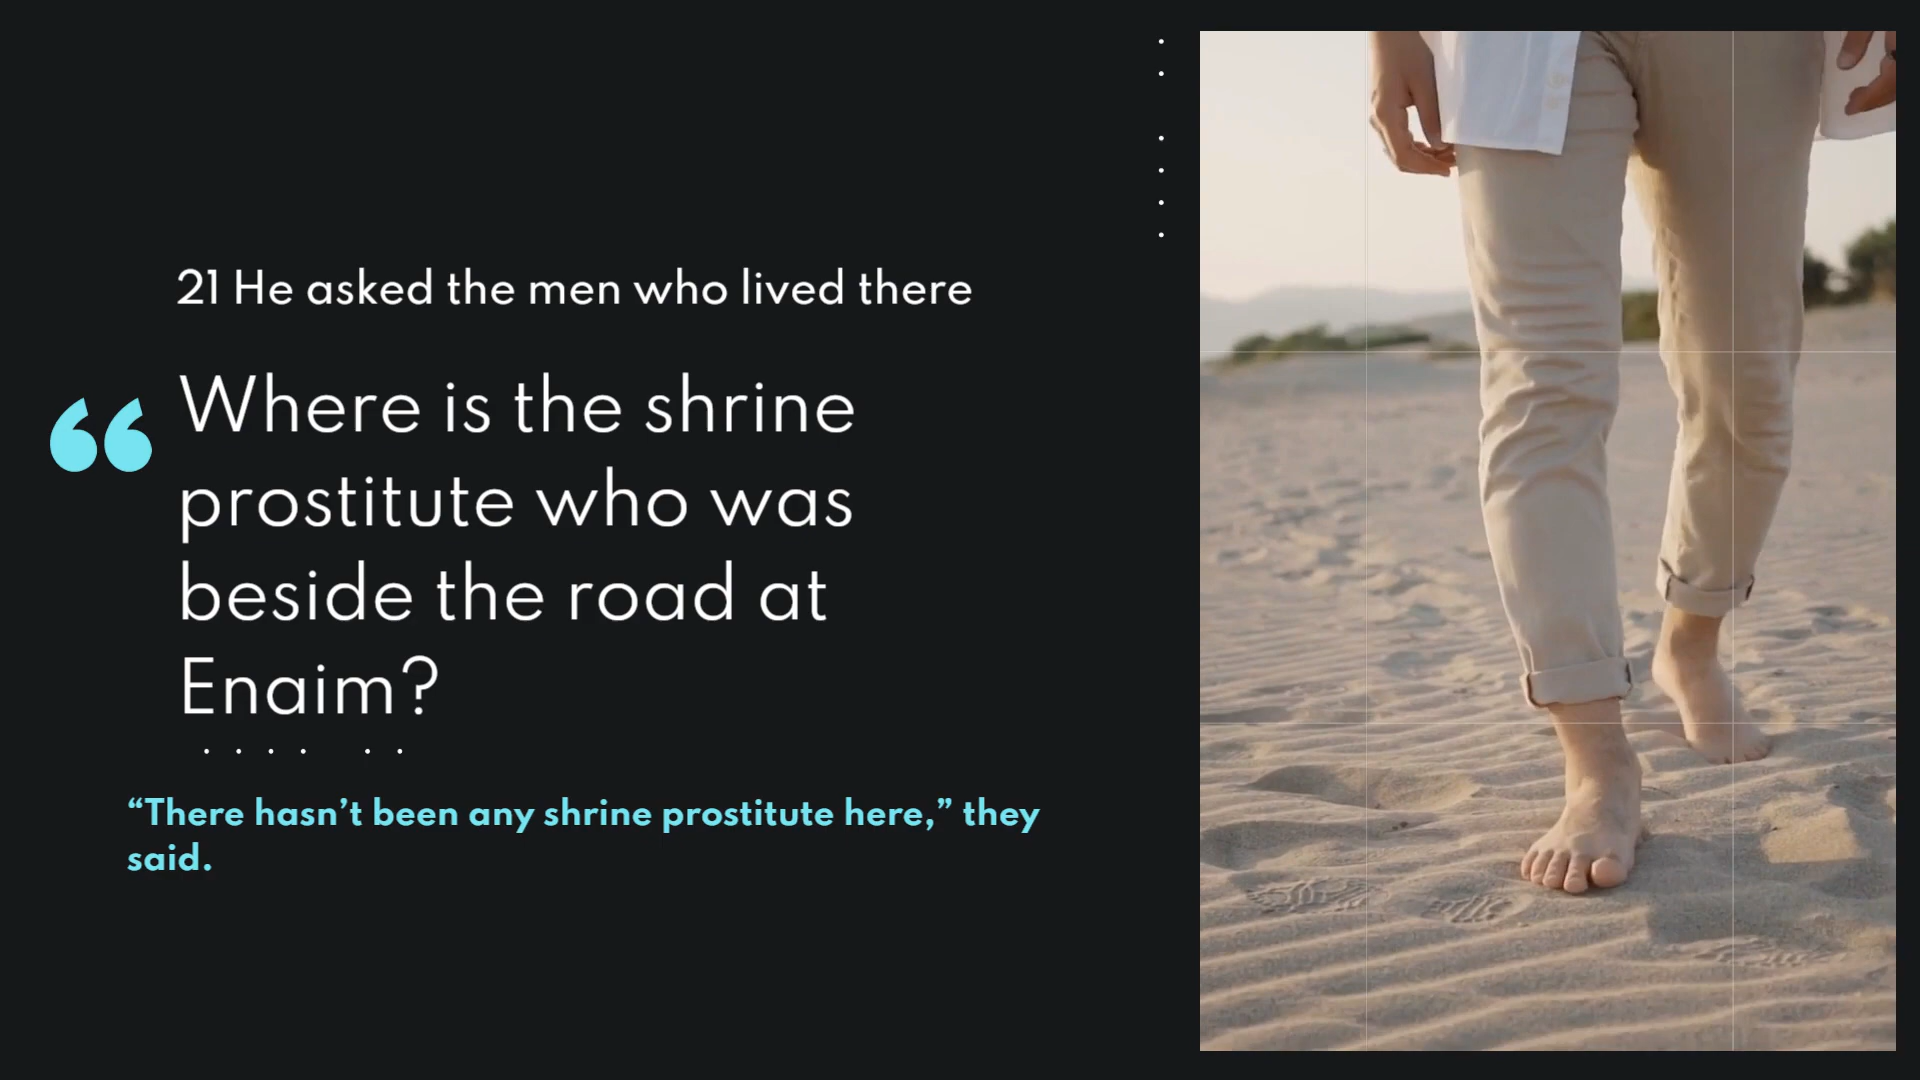 21 He asked the men who lived there
“
Where is the shrine
prostitute who was
beside the road at
Enaim?
“There hasn’t been any shrine prostitute here,” they
said.